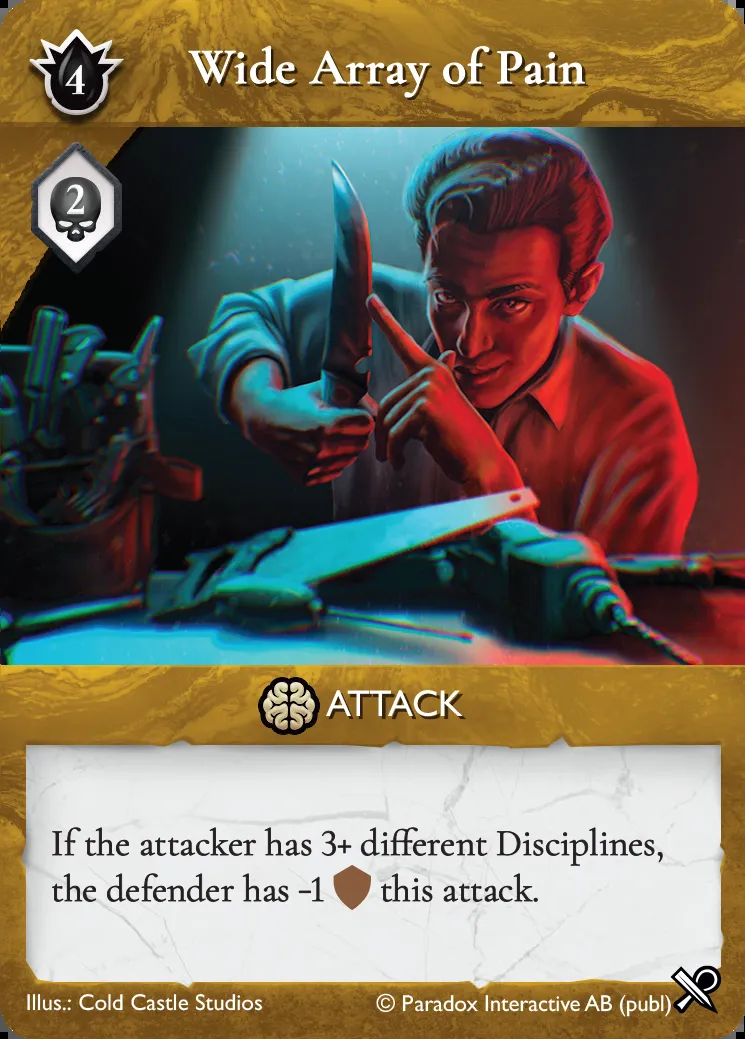 4
Wide Array of Pain
2
ATTACK
If the attacker has 3+ different Disciplines,
the defender has -1 this attack.
Illus.: Cold Castle Studios
© Paradox Interactive AB (publ)